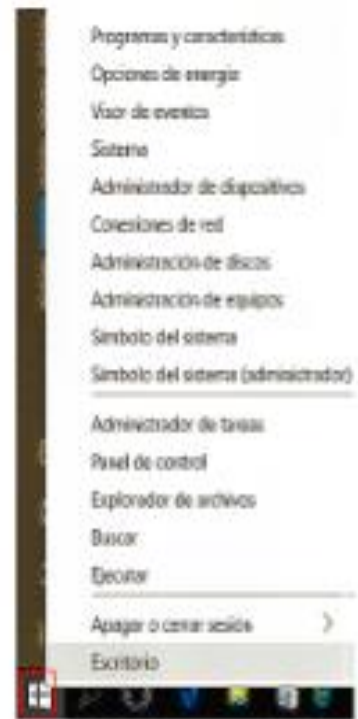 Programas y características
Opciones de energía
Visor de eventos
Sistema
Administrador de dispositivos
Conexiones de red
Administración de discos
Administración de equipos
Símbolo del sistema
Símbolo del sistema (administrador)
Administrador de tareas
Panel de control
Explorador de archivos
Buscar
Ejecutar
Apagar o cerrar sesión
Escritorio